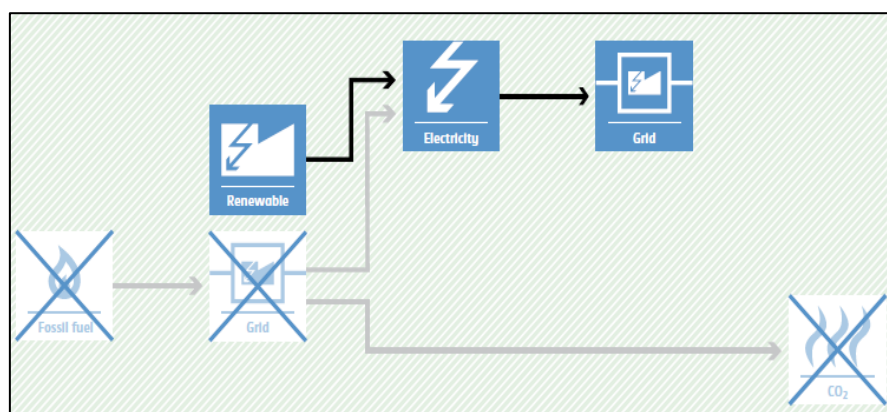 Electricity
Grid
Renewable
Fossil fuel
Grid
CO₂